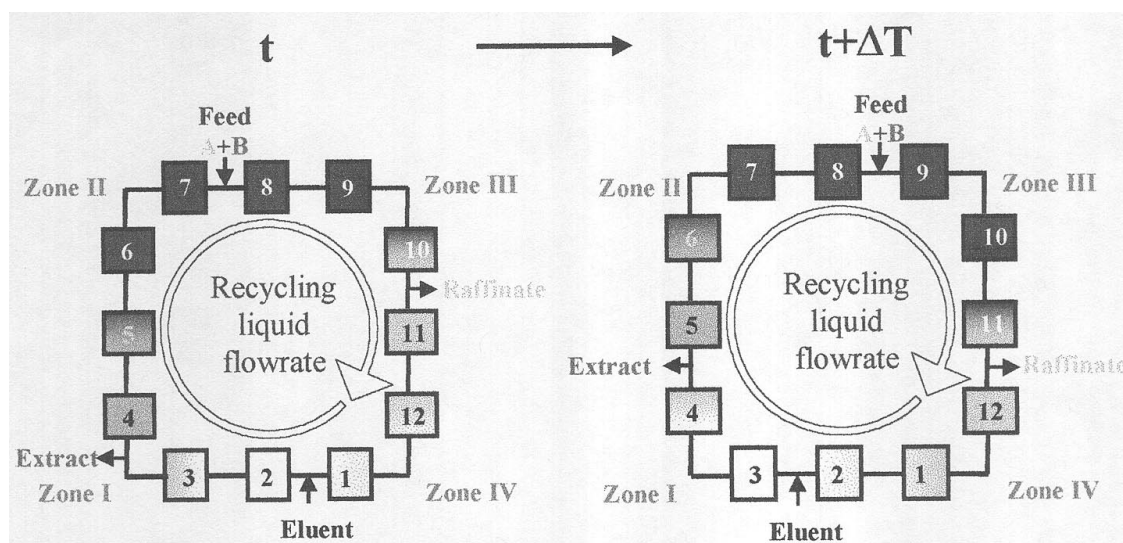 t
t+ΔT
Feed
A+B
Zone II
7
8
9
Zone III
6
10
Recycling
liquid
flowrate
Raffinate
5
11
4
12
Extract
3
2
1
Zone I
Zone IV
Eluent
Feed
A+B
Zone II
7
8
9
Zone III
6
10
Recycling
liquid
flowrate
5
11
Extract
Raffinate
4
12
3
2
1
Zone I
Zone IV
Eluent